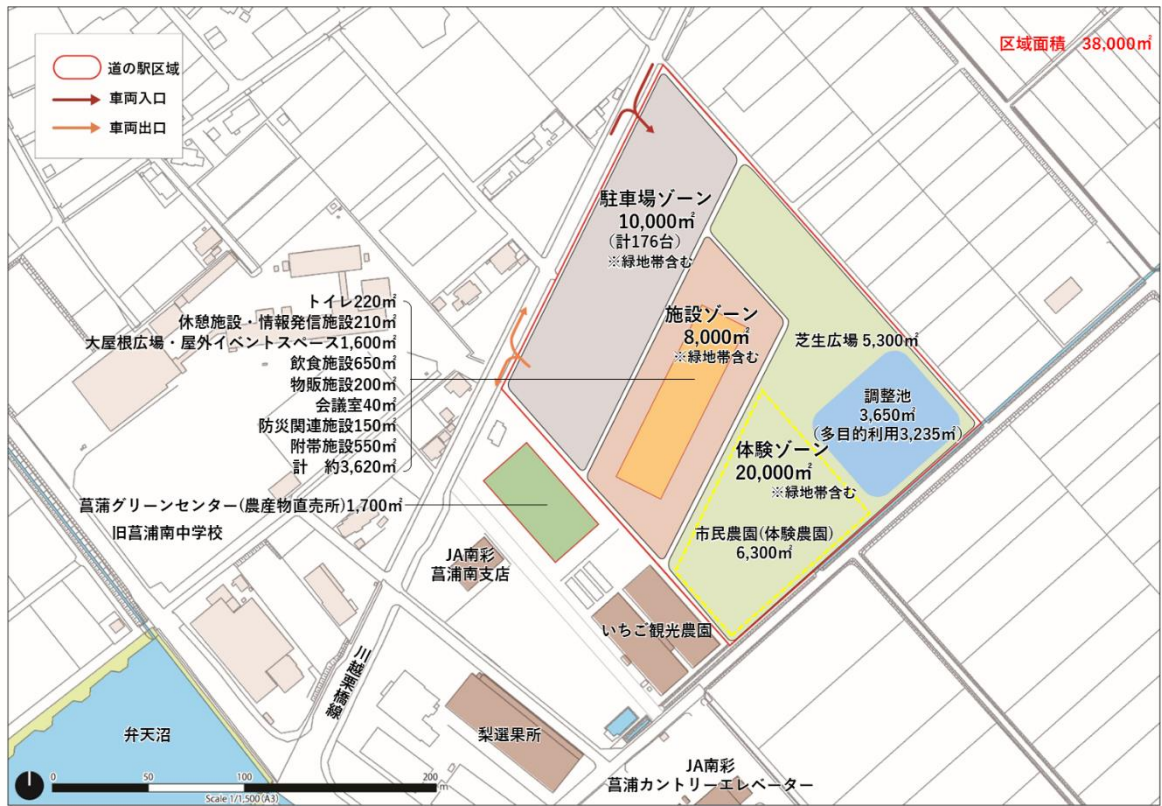 区域面積 38,000㎡
道の駅区域
車両入口
車両出口
駐車場ゾーン
10,000㎡
(計176台)
※緑地帯含む
トイレ220㎡
休憩施設・情報発信施設210㎡
大屋根広場・屋外イベントスペース1,600㎡
飲食施設650㎡
物販施設200㎡
会議室40㎡
防災関連施設150㎡
附帯施設550㎡
計 約3,620㎡
施設ゾーン
8,000㎡
※緑地帯含む
芝生広場 5,300㎡
調整池
3,650㎡
(多目的利用3,235㎡)
体験ゾーン
20,000㎡
※緑地帯含む
市民農園(体験農園)
6,300㎡
菖蒲グリーンセンター(農産物直売所)1,700㎡
旧菖浦南中学校
JA南彩
菖浦南支店
いちご観光農園
川越栗橋線
弁天沼
梨選果所
JA南彩
菖浦カントリーエレベーター
0 50 100 200
m
Scale 1/1,500(A3)